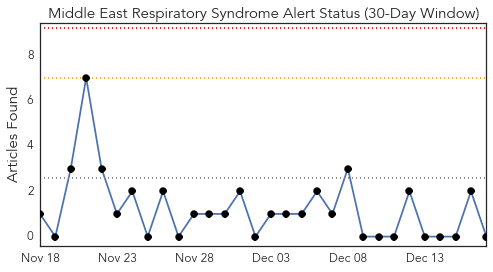 Middle East Respiratory Syndrome Alert Status (30-Day Window)
Articles Found
8
6
4
2
0
Nov 18 Nov 23 Nov 28 Dec 03 Dec 08 Dec 13